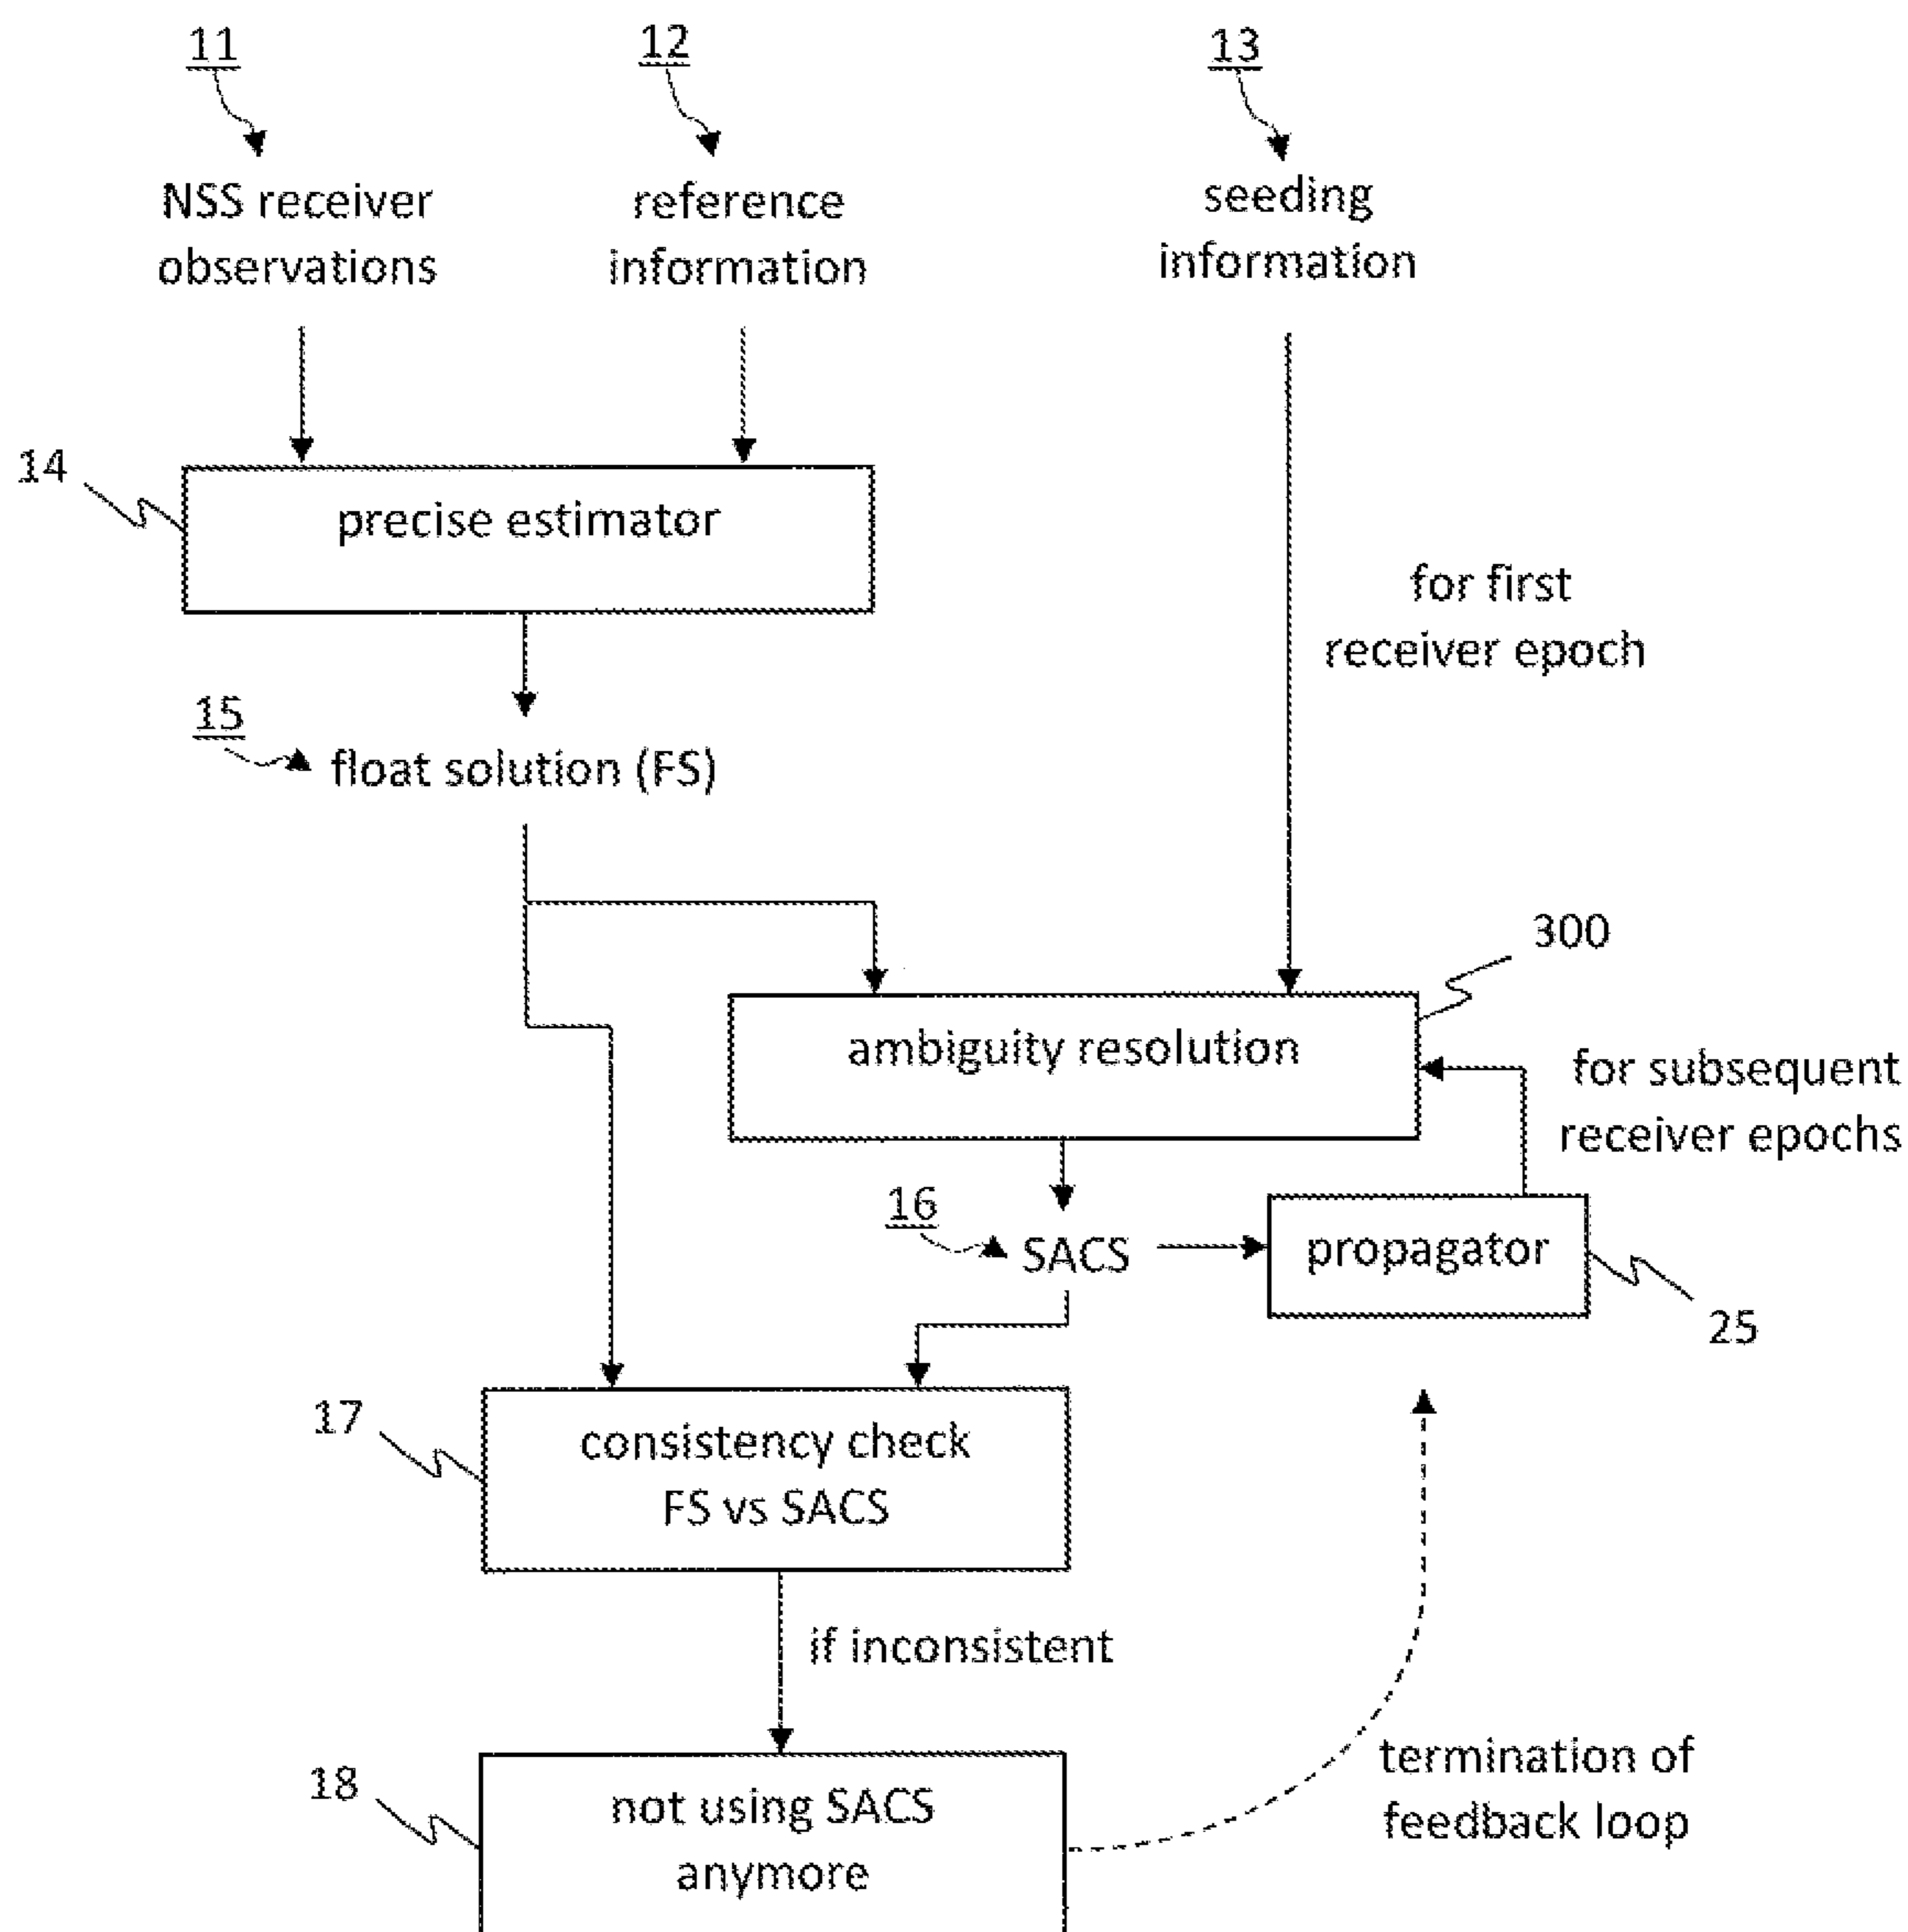 11
12
13
NSS receiver
observations
reference
information
seeding
information
14
precise estimator
for first
receiver epoch
15
float solution (FS)
300
ambiguity resolution
for subsequent
receiver epochs
16
SACS
propagator
25
17
consistency check
FS vs SACS
if inconsistent
18
not using SACS
anymore
termination of
feedback loop